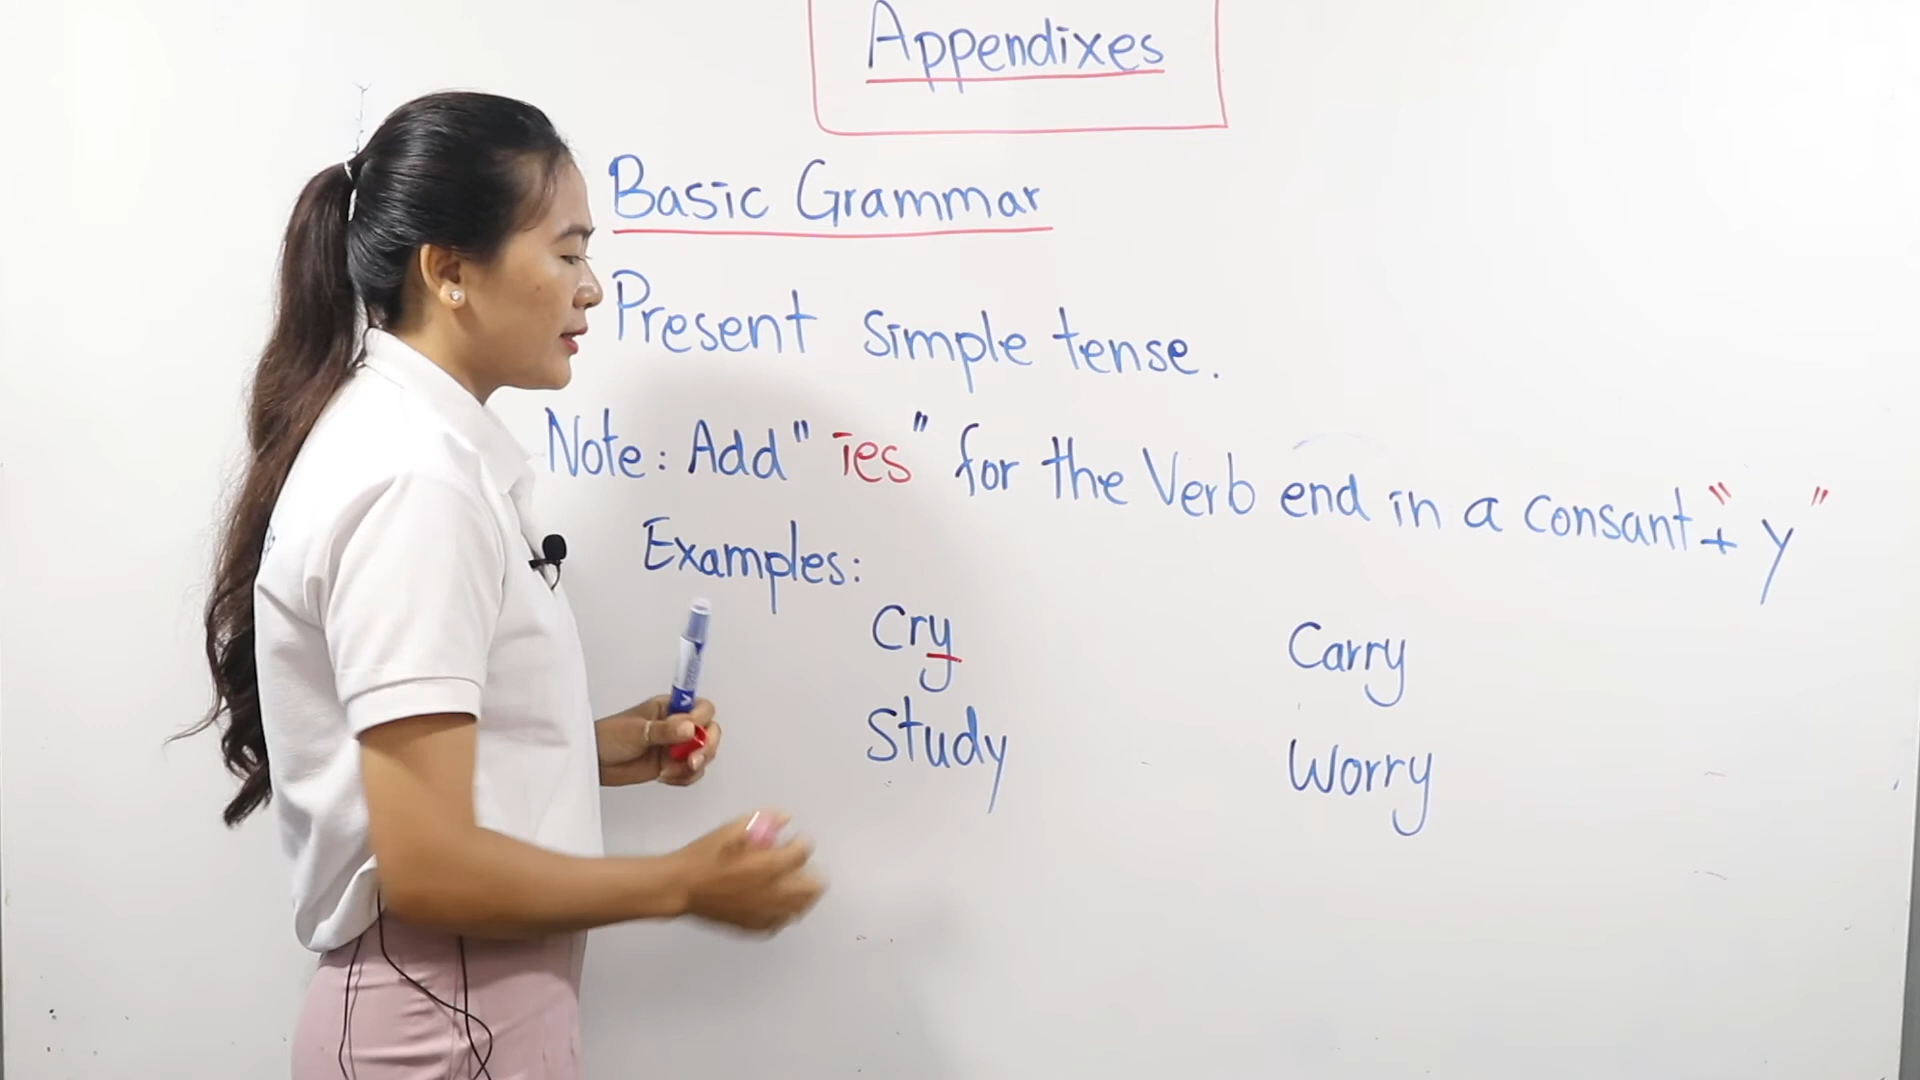 Appendixes
Basic Grammar
Present simple tense.
Note: Add "ies" for the Verb end in a consant "+ y"
Examples:
Cry Carry
Study Worry